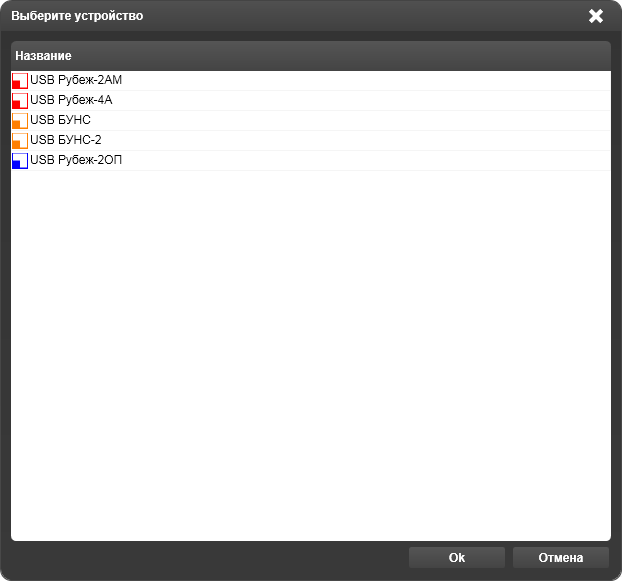 Выберите устройство
Название
USB Рубеж-2АМ
USB Рубеж-4А
USB БУНС
USB БУНС-2
USB Рубеж-2ОП
Ok
Отмена